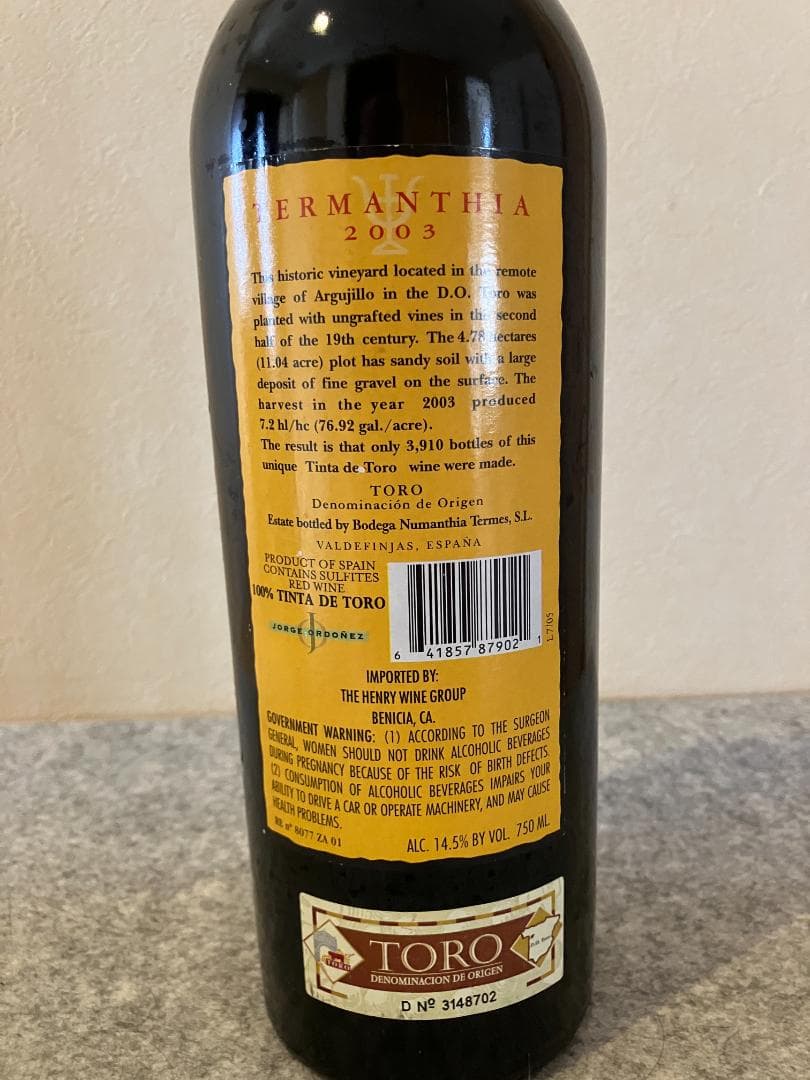 TERMANTHIA
2003
This historic vineyard located in the remote
village of Argujillo in the D.O. Toro was
planted with ungrafted vines in the second
half of the 19th century. The 4.78 hectares
(11.04 acre) plot has sandy soil with a large
deposit of fine gravel on the surface. The
harvest in the year 2003 produced
7.2 hl/hc (76.92 gal./acre).
The result is that only 3,910 bottles of this
unique Tinta de Toro wine were made.
TORO
Denominación de Origen
Estate bottled by Bodega Numanthia Termes, S.L.
VALDEFINJAS, ESPAÑA
PRODUCT OF SPAIN
CONTAINS SULFITES
RED WINE
100% TINTA DE TORO
JORGE ORDOÑEZ
6 41857 87902 1
L.7/05
IMPORTED BY:
THE HENRY WINE GROUP
BENICIA, CA.
GOVERNMENT WARNING: (1) ACCORDING TO THE SURGEON
GENERAL, WOMEN SHOULD NOT DRINK ALCOHOLIC BEVERAGES
DURING PREGNANCY BECAUSE OF THE RISK OF BIRTH DEFECTS.
(2) CONSUMPTION OF ALCOHOLIC BEVERAGES IMPAIRS YOUR
ABILITY TO DRIVE A CAR OR OPERATE MACHINERY, AND MAY CAUSE
HEALTH PROBLEMS.
RE nº 8077 ZA 01
ALC. 14.5% BY VOL. 750 ML
TORO
TORO
DENOMINACION DE ORIGEN
D Nº 3148702